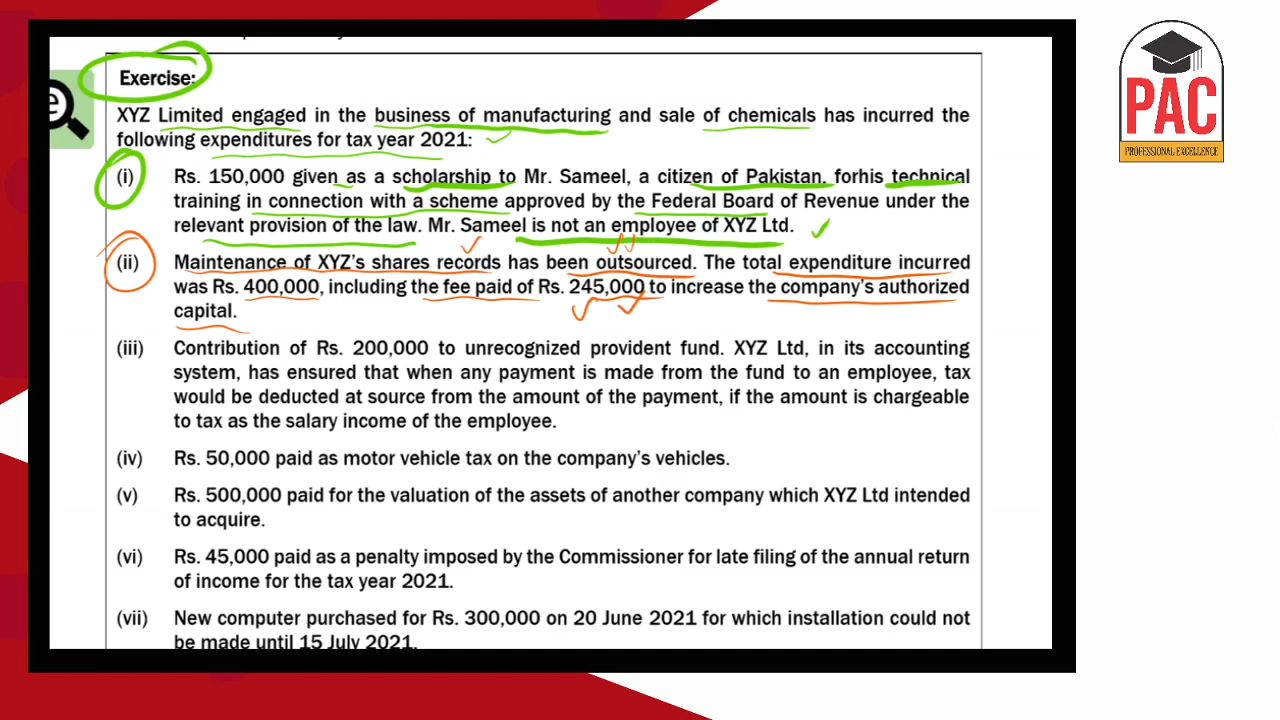 Exercise:
XYZ Limited engaged in the business of manufacturing and sale of chemicals has incurred the
following expenditures for tax year 2021:
(i) Rs. 150,000 given as a scholarship to Mr. Sameel, a citizen of Pakistan. forhis technical
training in connection with a scheme approved by the Federal Board of Revenue under the
relevant provision of the law. Mr. Sameel is not an employee of XYZ Ltd.
(ii) Maintenance of XYZ's shares records has been outsourced. The total expenditure incurred
was Rs. 400,000, including the fee paid of Rs. 245,000 to increase the company's authorized
capital.
(iii) Contribution of Rs. 200,000 to unrecognized provident fund. XYZ Ltd, in its accounting
system, has ensured that when any payment is made from the fund to an employee, tax
would be deducted at source from the amount of the payment, if the amount is chargeable
to tax as the salary income of the employee.
(iv) Rs. 50,000 paid as motor vehicle tax on the company's vehicles.
(v) Rs. 500,000 paid for the valuation of the assets of another company which XYZ Ltd intended
to acquire.
(vi) Rs. 45,000 paid as a penalty imposed by the Commissioner for late filing of the annual return
of income for the tax year 2021.
(vii) New computer purchased for Rs. 300,000 on 20 June 2021 for which installation could not
be made until 15 July 2021.
PAC
PROFESSIONAL EXCELLENCE